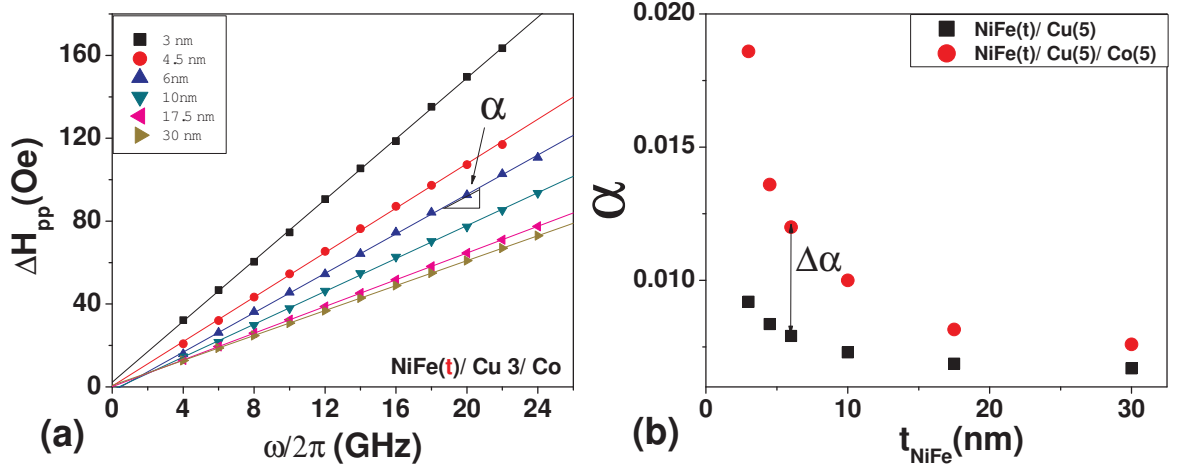 160
120
80
40
0
ΔH_pp(Oe)
3 nm
4.5 nm
6nm
10nm
17.5 nm
30 nm
α
NiFe(t)/ Cu 3/ Co
0 4 8 12 16 20 24
ω/2π (GHz)
(a)
0.020
0.015
0.010
α
NiFe(t)/ Cu(5)
NiFe(t)/ Cu(5)/ Co(5)
Δα
0 10 20 30
t_NiFe(nm)
(b)